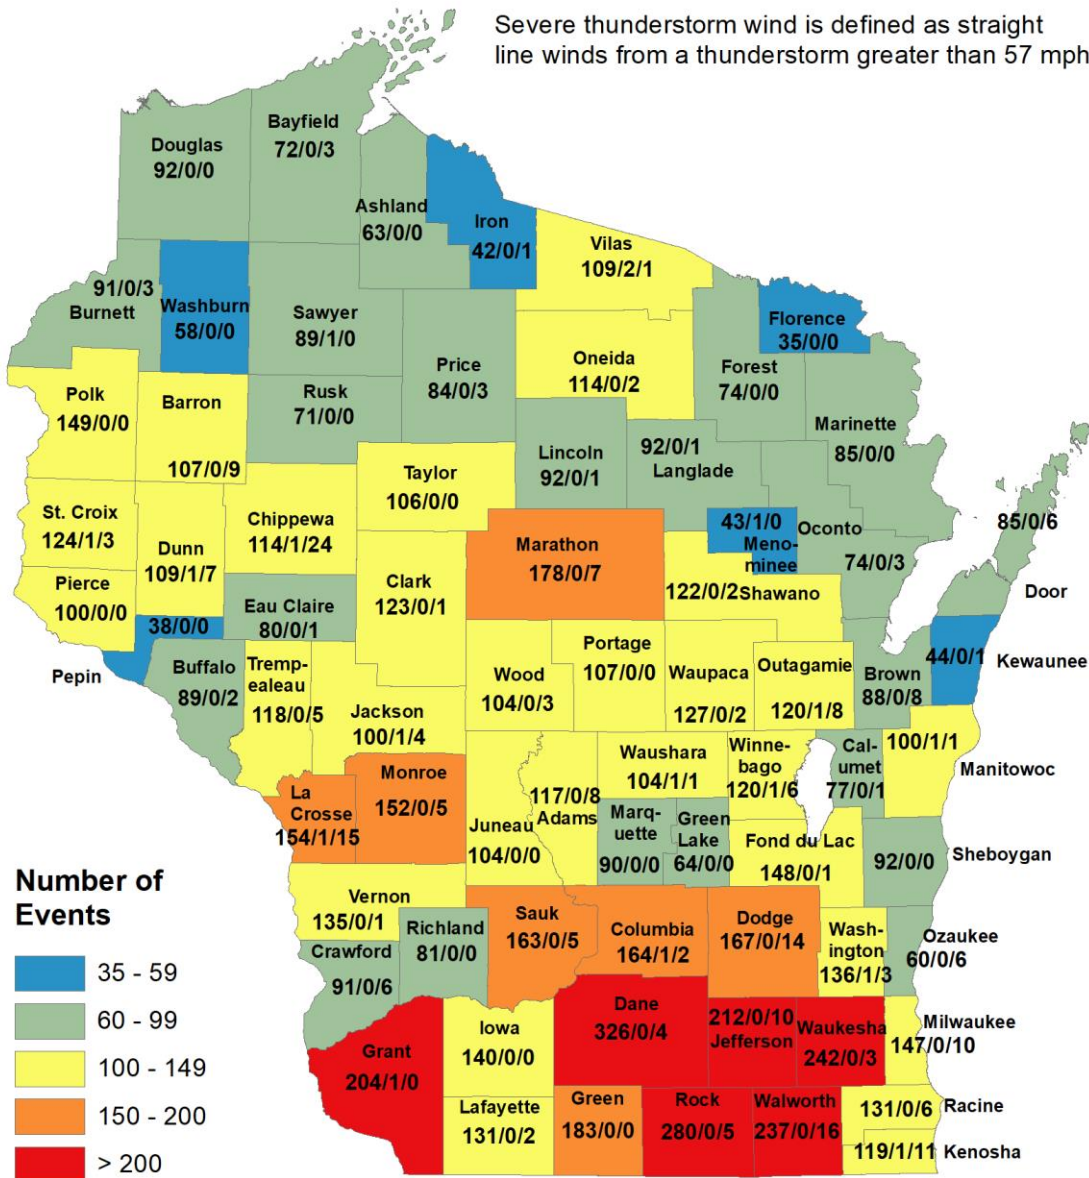 Severe thunderstorm wind is defined as straight
line winds from a thunderstorm greater than 57 mph
Douglas
92/0/0
Bayfield
72/0/3
Ashland
63/0/0
Iron
42/0/1
Vilas
109/2/1
91/0/3
Burnett
Washburn
58/0/0
Sawyer
89/1/0
Price
84/0/3
Oneida
114/0/2
Forest
74/0/0
Florence
35/0/0
Marinette
85/0/0
Polk
149/0/0
Barron
107/0/9
Rusk
71/0/0
Taylor
106/0/0
Lincoln
92/0/1
92/0/1
Langlade
43/1/0
Meno-
minee
Oconto
74/0/3
85/0/6
Door
St. Croix
124/1/3
Dunn
109/1/7
Chippewa
114/1/24
Clark
123/0/1
Marathon
178/0/7
122/0/2 Shawano
Pierce
100/0/0
38/0/0
Pepin
Eau Claire
80/0/1
Buffalo
89/0/2
Tremp-
ealeau
118/0/5
Jackson
100/1/4
Wood
104/0/3
Portage
107/0/0
Waupaca
127/0/2
Outagamie
120/1/8
Brown
88/0/8
44/0/1
Kewaunee
La
Crosse
154/1/15
Monroe
152/0/5
Juneau
104/0/0
117/0/8
Adams
Waushara
104/1/1
Winne-
bago
120/1/6
Cal-
umet
77/0/1
100/1/1
Manitowoc
Marq-
uette
90/0/0
Green
Lake
64/0/0
Fond du Lac
148/0/1
92/0/0
Sheboygan
Vernon
135/0/1
Richland
81/0/0
Sauk
163/0/5
Columbia
164/1/2
Dodge
167/0/14
Wash-
ington
136/1/3
Ozaukee
60/0/6
Crawford
91/0/6
Grant
204/1/0
Iowa
140/0/0
Dane
326/0/4
212/0/10
Jefferson
Waukesha
242/0/3
Milwaukee
147/0/10
Lafayette
131/0/2
Green
183/0/0
Rock
280/0/5
Walworth
237/0/16
131/0/6
Racine
119/1/11
Kenosha
Number of
Events
35 - 59
60 - 99
100 - 149
150 - 200
> 200